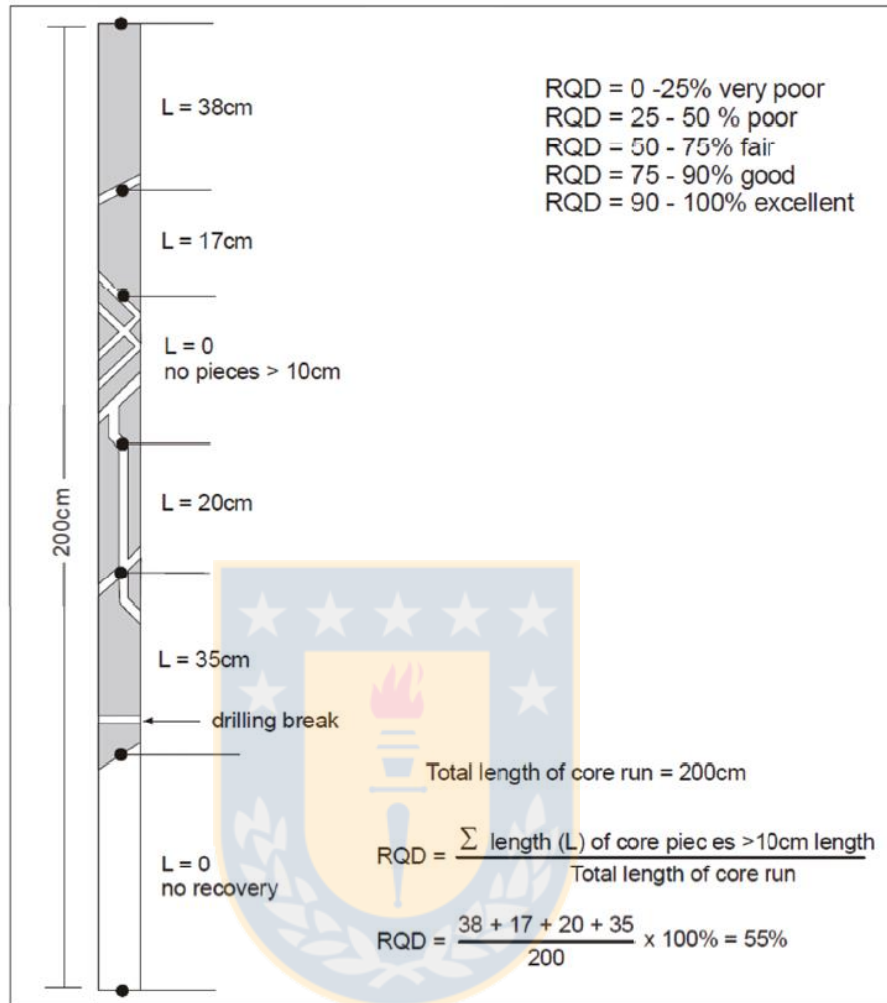 L = 38cm
RQD = 0 -25% very poor
RQD = 25 - 50 % poor
RQD = 50 - 75% fair
RQD = 75 - 90% good
RQD = 90 - 100% excellent
L = 17cm
L = 0
no pieces > 10cm
200cm
L = 20cm
L = 35cm
drilling break
Total length of core run = 200cm
L = 0
no recovery
RQD = Σ length (L) of core piec es >10cm length
Total length of core run
RQD = 38 + 17 + 20 + 35
200
x 100% = 55%